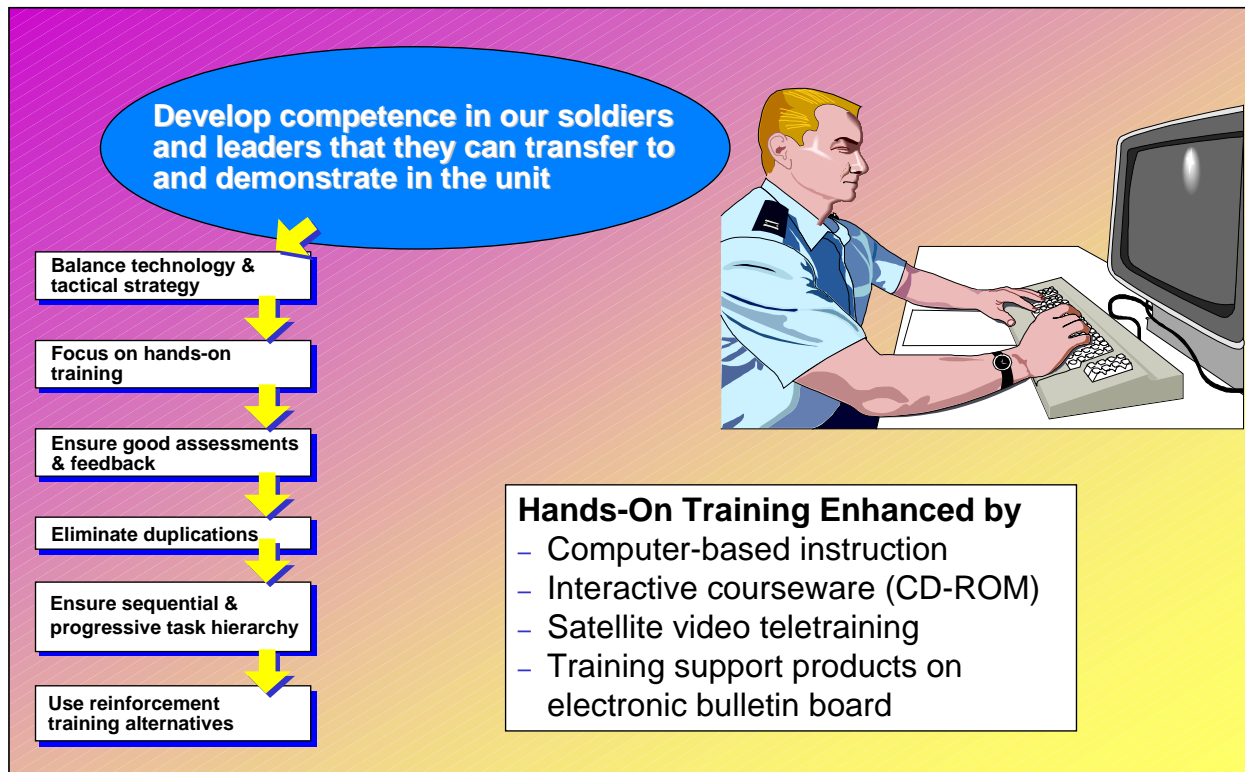 Develop competence in our soldiers
and leaders that they can transfer to
and demonstrate in the unit
Balance technology &
tactical strategy
Focus on hands-on
training
Ensure good assessments
& feedback
Eliminate duplications
Ensure sequential &
progressive task hierarchy
Use reinforcement
training alternatives
Hands-On Training Enhanced by
– Computer-based instruction
– Interactive courseware (CD-ROM)
– Satellite video teletraining
– Training support products on
electronic bulletin board